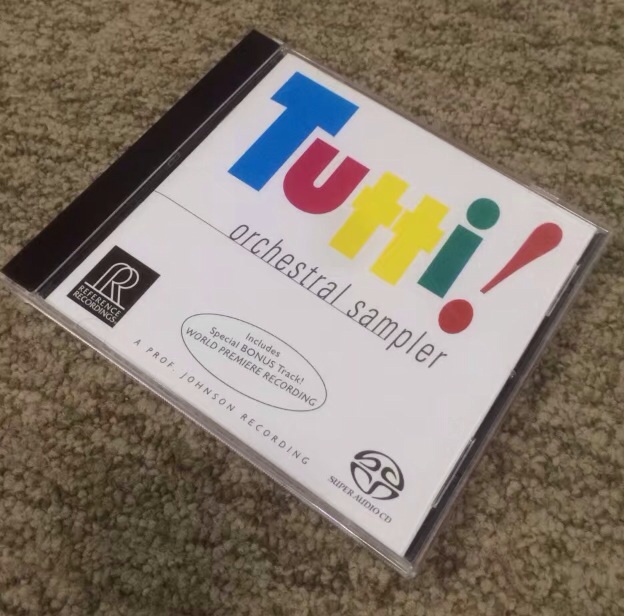 Tutti!
orchestral sampler
RR
REFERENCE
RECORDINGS
Includes
Special BONUS Track!
WORLD PREMIERE RECORDING
A PROF. JOHNSON RECORDING
SUPER AUDIO CD